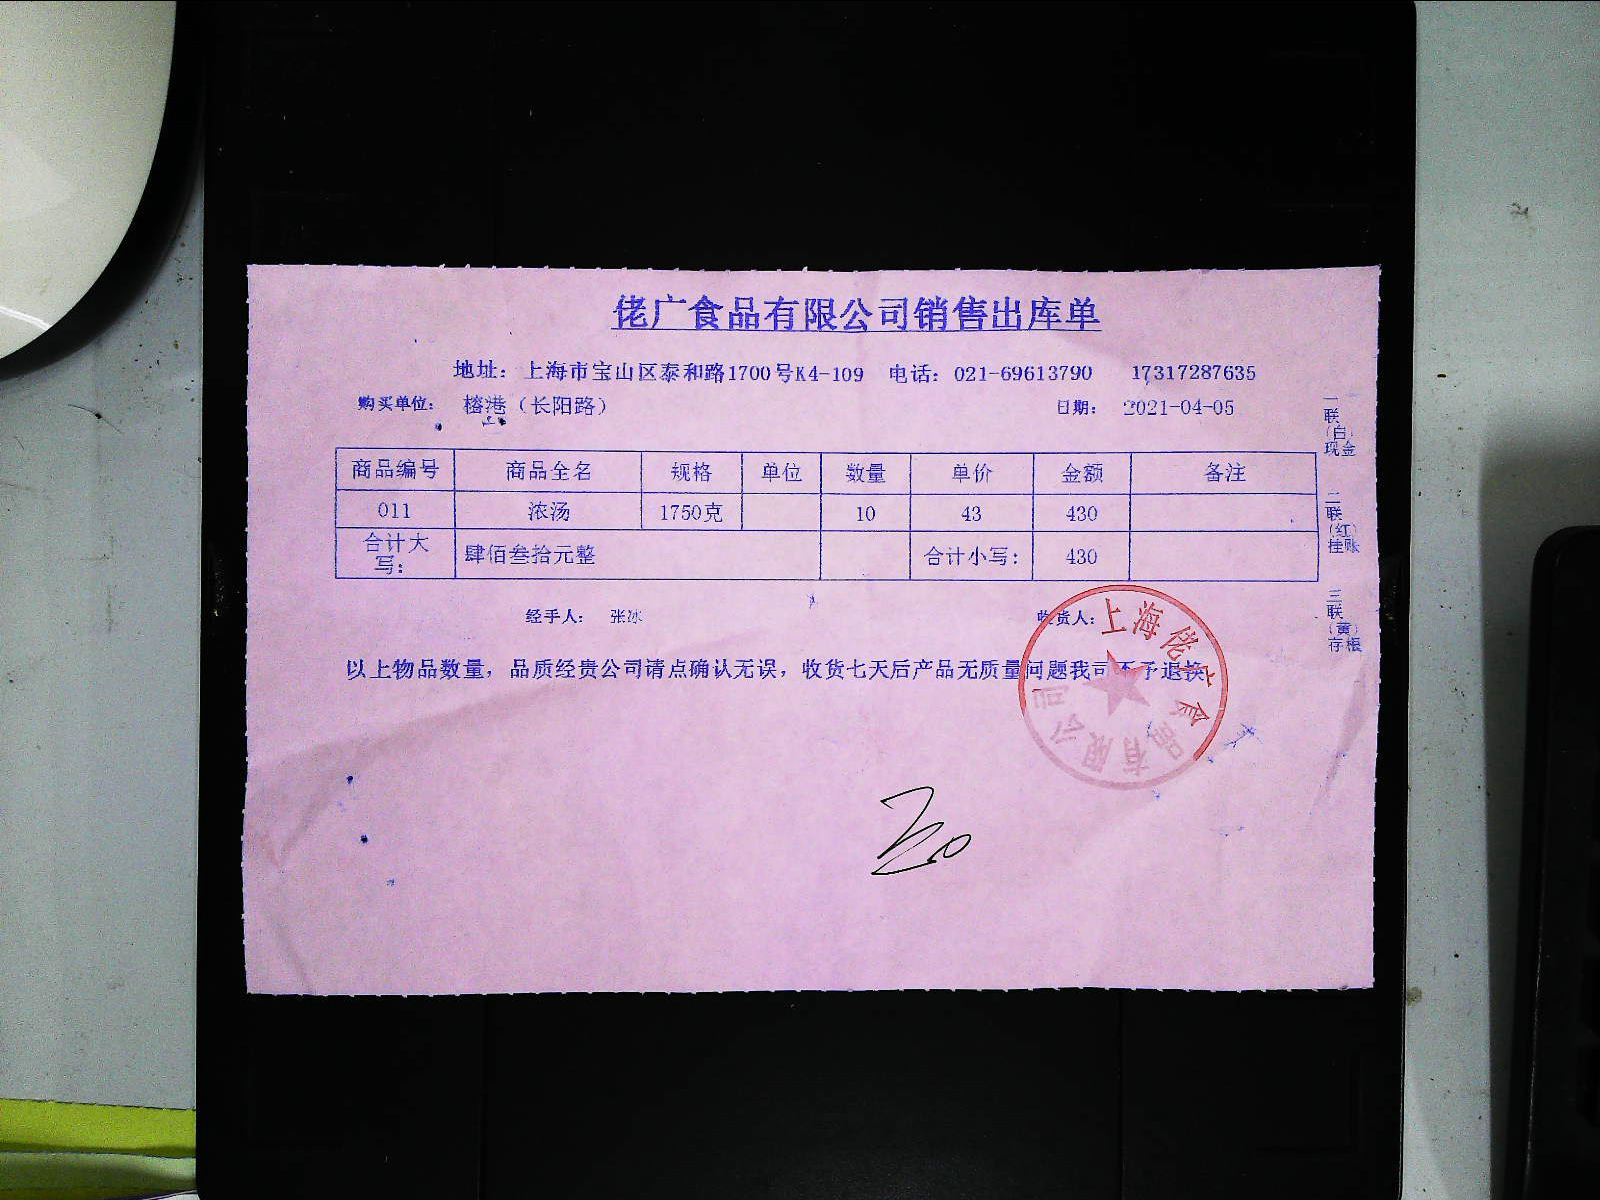 佬广食品有限公司销售出库单
地址：上海市宝山区泰和路1700号K4-109 电话：021-69613790 17317287635
购买单位： 榕港（长阳路） 日期： 2021-04-05
商品编号 商品全名 规格 单位 数量 单价 金额 备注
011 浓汤 1750克 10 43 430
合计大写： 肆佰叁拾元整 合计小写： 430
经手人： 张冰 收货人：
以上物品数量，品质经贵公司请点确认无误，收货七天后产品无质量问题我司不予退换
一联（白）现金
二联（红）挂账
三联（黄）存根
上海佬广食品有限公司